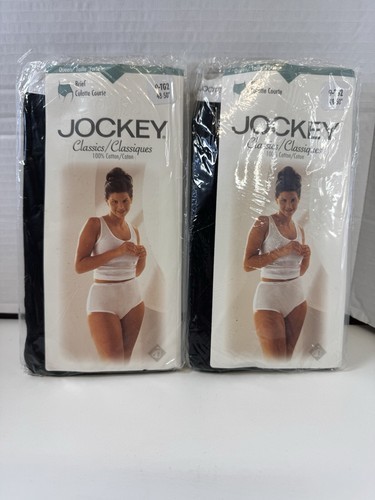 Brief
Culotte Courte
JOCKEY
Classics/Classiques
100% Cotton/Coton
Brief
Culotte Courte
JOCKEY
Classics/Classiques
100% Cotton/Coton